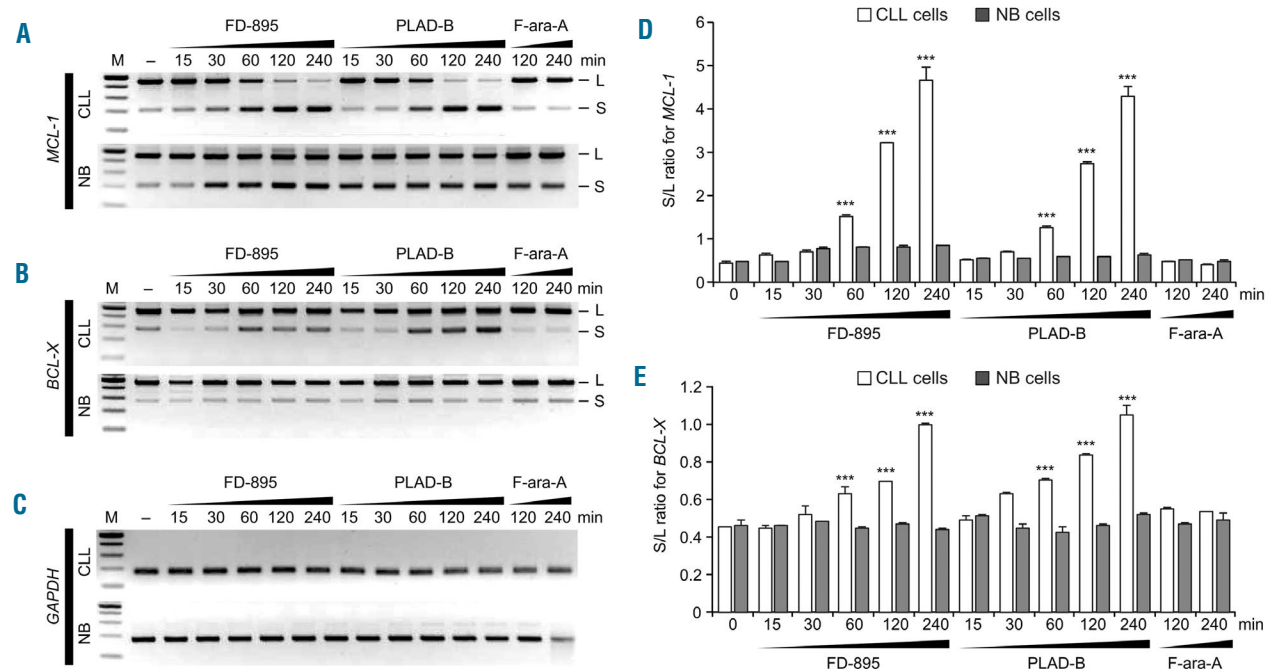 A
FD-895 PLAD-B F-ara-A
M – 15 30 60 120 240 15 30 60 120 240 120 240 min
MCL-1
CLL
L
S
NB
L
S
B
FD-895 PLAD-B F-ara-A
M – 15 30 60 120 240 15 30 60 120 240 120 240 min
BCL-X
CLL
L
S
NB
L
S
C
FD-895 PLAD-B F-ara-A
M – 15 30 60 120 240 15 30 60 120 240 120 240 min
GAPDH
CLL
NB
D
CLL cells NB cells
S/L ratio for MCL-1
6
5
4
3
2
1
0
*** *** *** *** *** ***
0 15 30 60 120 240 15 30 60 120 240 120 240 min
FD-895 PLAD-B F-ara-A
E
CLL cells NB cells
S/L ratio for BCL-X
1.2
1.0
0.8
0.6
0.4
0.2
0
*** *** *** *** *** ***
0 15 30 60 120 240 15 30 60 120 240 120 240 min
FD-895 PLAD-B F-ara-A